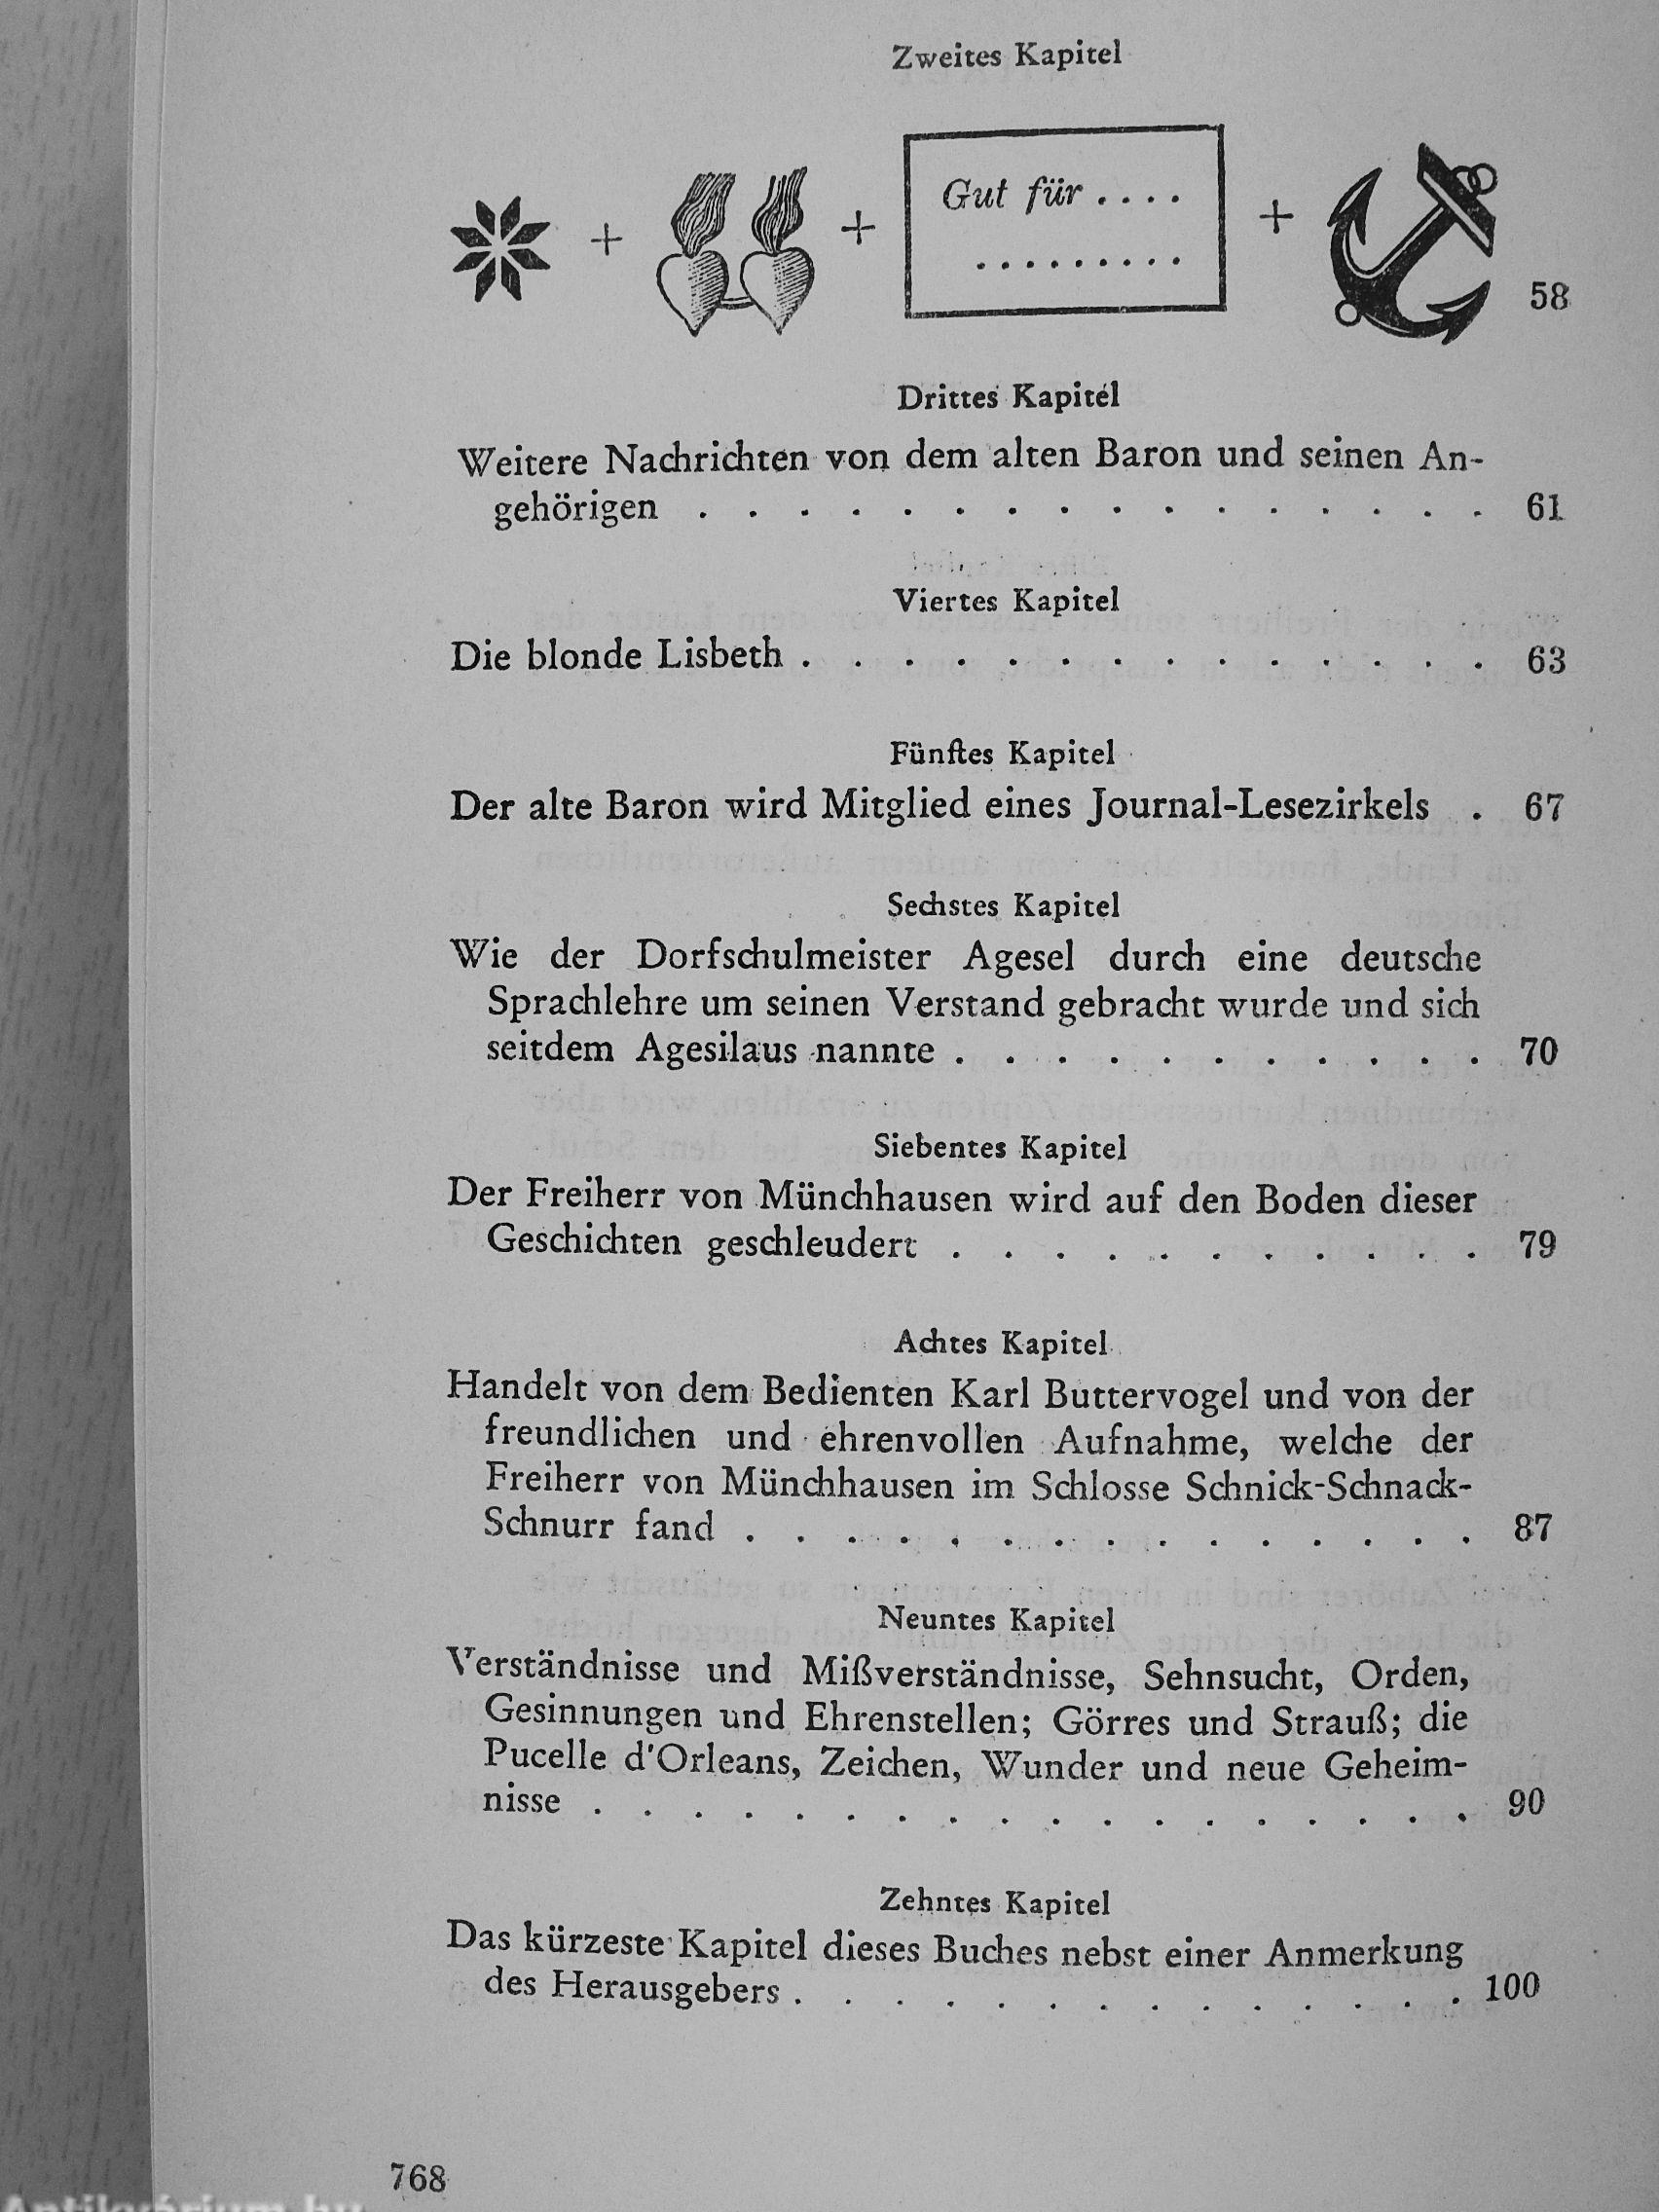 Zweites Kapitel
+ + Gut für . . . . +
. . . . . . . . .
58
Drittes Kapitel
Weitere Nachrichten von dem alten Baron und seinen An-
gehörigen . . . . . . . . . . . . . . . . 61
Viertes Kapitel
Die blonde Lisbeth . . . . . . . . . . . . . . 63
Fünftes Kapitel
Der alte Baron wird Mitglied eines Journal-Lesezirkels . 67
Sechstes Kapitel
Wie der Dorfschulmeister Agesel durch eine deutsche
Sprachlehre um seinen Verstand gebracht wurde und sich
seitdem Agesilaus nannte . . . . . . . . . . . 70
Siebentes Kapitel
Der Freiherr von Münchhausen wird auf den Boden dieser
Geschichten geschleudert . . . . . . . . . . . 79
Achtes Kapitel
Handelt von dem Bedienten Karl Buttervogel und von der
freundlichen und ehrenvollen Aufnahme, welche der
Freiherr von Münchhausen im Schlosse Schnick-Schnack-
Schnurr fand . . . . . . . . . . . . . . . 87
Neuntes Kapitel
Verständnisse und Mißverständnisse, Sehnsucht, Orden,
Gesinnungen und Ehrenstellen; Görres und Strauß; die
Pucelle d'Orleans, Zeichen, Wunder und neue Geheim-
nisse . . . . . . . . . . . . . . . . . . 90
Zehntes Kapitel
Das kürzeste Kapitel dieses Buches nebst einer Anmerkung
des Herausgebers . . . . . . . . . . . . . . 100
768
Antikvárium.hu